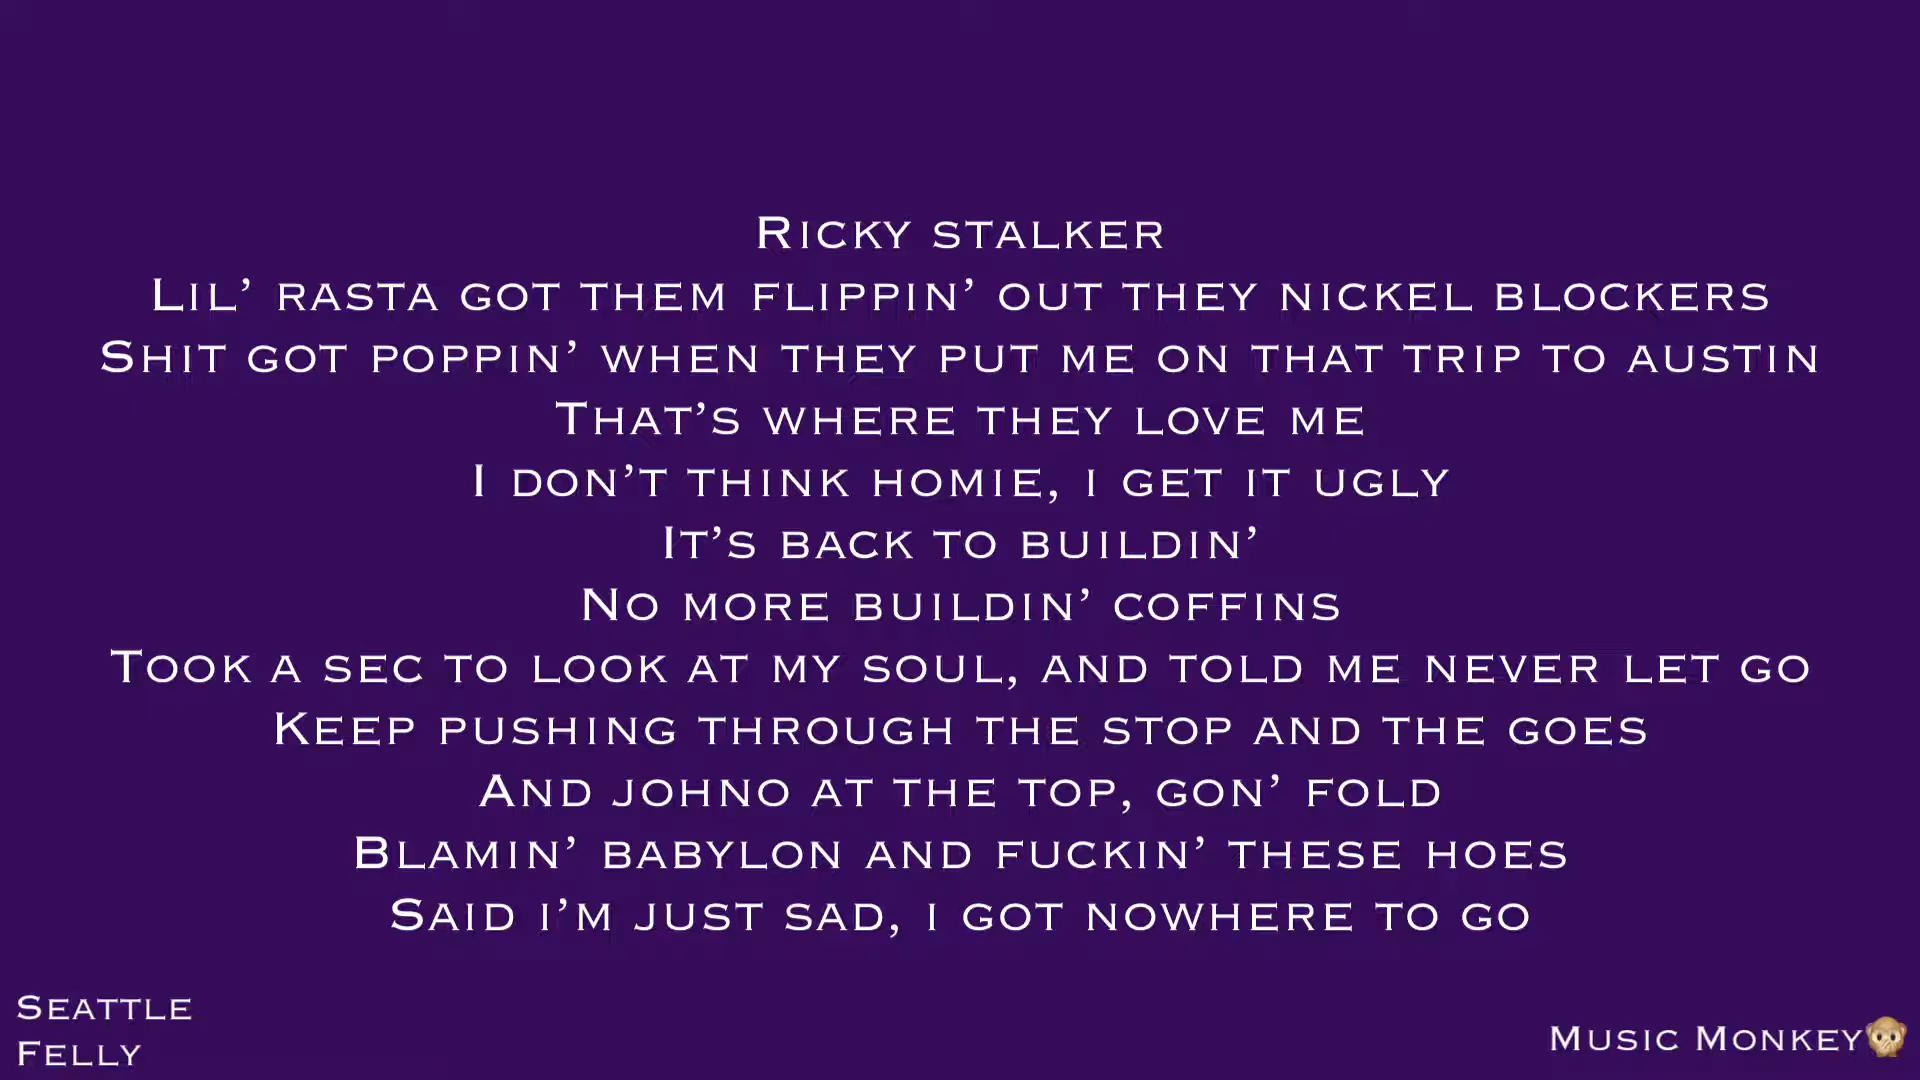 Ricky stalker
Lil’ rasta got them flippin’ out they nickel blockers
Shit got poppin’ when they put me on that trip to austin
That’s where they love me
I don’t think homie, i get it ugly
It’s back to buildin’
No more buildin’ coffins
Took a sec to look at my soul, and told me never let go
Keep pushing through the stop and the goes
And johno at the top, gon’ fold
Blamin’ babylon and fuckin’ these hoes
Said i’m just sad, i got nowhere to go
Seattle
Felly
Music Monkey🙊